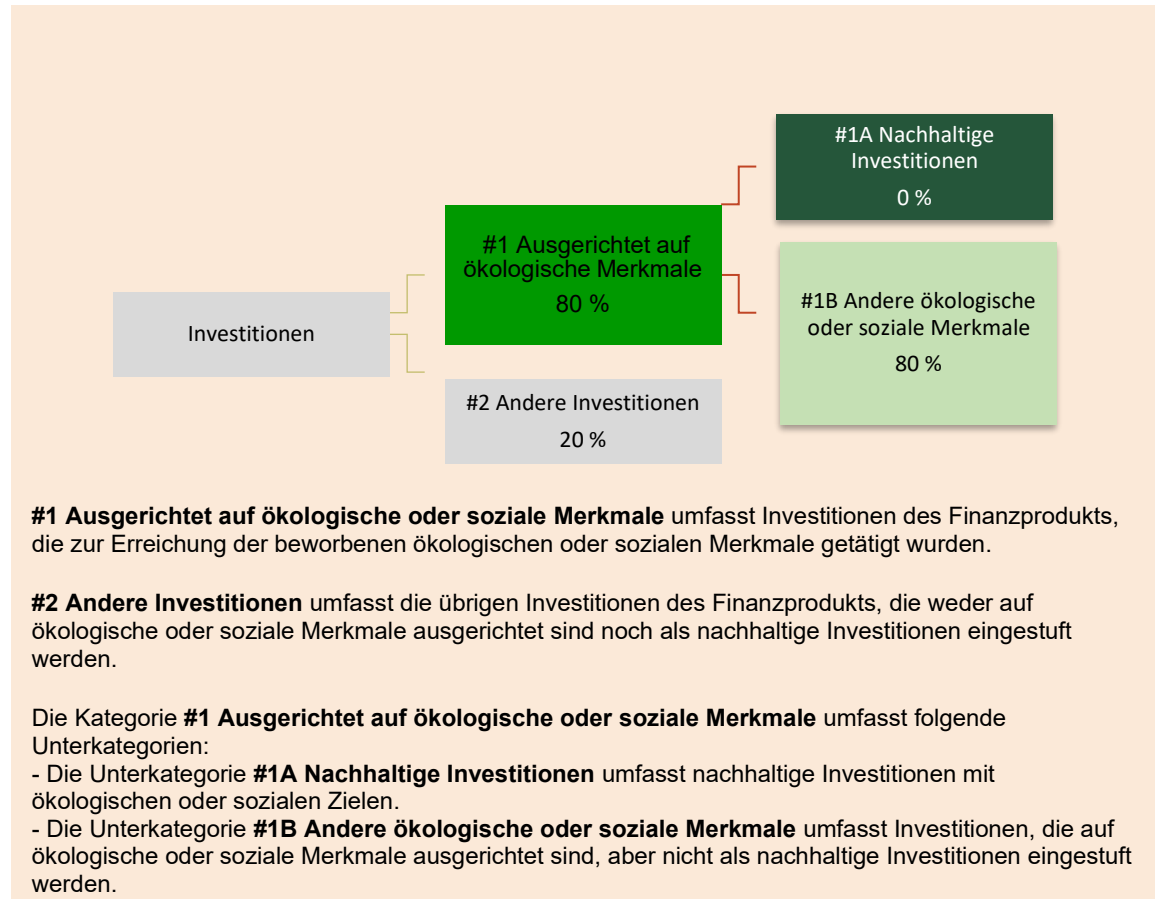 #1A Nachhaltige
Investitionen
0 %
#1 Ausgerichtet auf
ökologische Merkmale
80 %
#1B Andere ökologische
oder soziale Merkmale
80 %
Investitionen
#2 Andere Investitionen
20 %
#1 Ausgerichtet auf ökologische oder soziale Merkmale umfasst Investitionen des Finanzprodukts,
die zur Erreichung der beworbenen ökologischen oder sozialen Merkmale getätigt wurden.
#2 Andere Investitionen umfasst die übrigen Investitionen des Finanzprodukts, die weder auf
ökologische oder soziale Merkmale ausgerichtet sind noch als nachhaltige Investitionen eingestuft
werden.
Die Kategorie #1 Ausgerichtet auf ökologische oder soziale Merkmale umfasst folgende
Unterkategorien:
- Die Unterkategorie #1A Nachhaltige Investitionen umfasst nachhaltige Investitionen mit
ökologischen oder sozialen Zielen.
- Die Unterkategorie #1B Andere ökologische oder soziale Merkmale umfasst Investitionen, die auf
ökologische oder soziale Merkmale ausgerichtet sind, aber nicht als nachhaltige Investitionen eingestuft
werden.